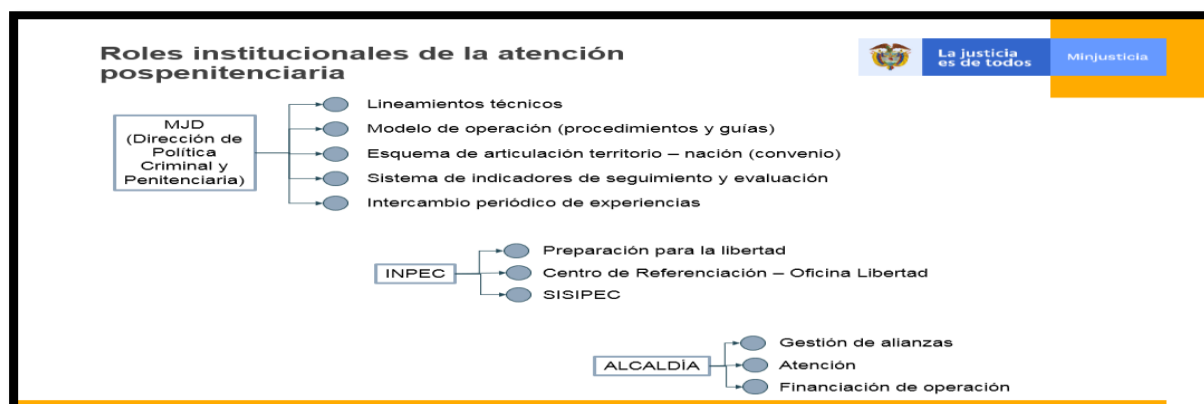 Roles institucionales de la atención
pospenitenciaria
La justicia
es de todos
Minjusticia
MJD
(Dirección de
Política
Criminal y
Penitenciaria)
Lineamientos técnicos
Modelo de operación (procedimientos y guías)
Esquema de articulación territorio – nación (convenio)
Sistema de indicadores de seguimiento y evaluación
Intercambio periódico de experiencias
INPEC
Preparación para la libertad
Centro de Referenciación – Oficina Libertad
SISIPEC
ALCALDÌA
Gestión de alianzas
Atención
Financiación de operación